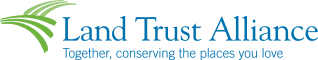 Land Trust Alliance
Together, conserving the places you love